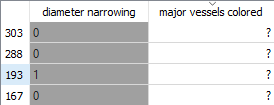 diameter narrowing major vessels colored
303 0 ?
288 0 ?
193 1 ?
167 0 ?